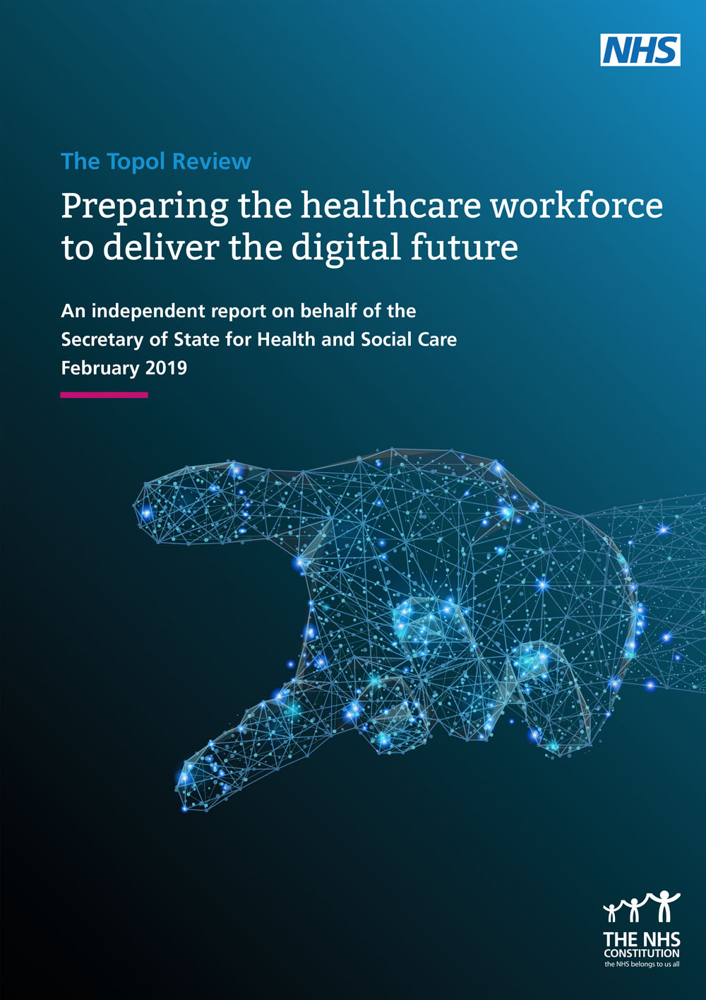 NHS
The Topol Review
Preparing the healthcare workforce
to deliver the digital future
An independent report on behalf of the
Secretary of State for Health and Social Care
February 2019
THE NHS
CONSTITUTION
the NHS belongs to us all